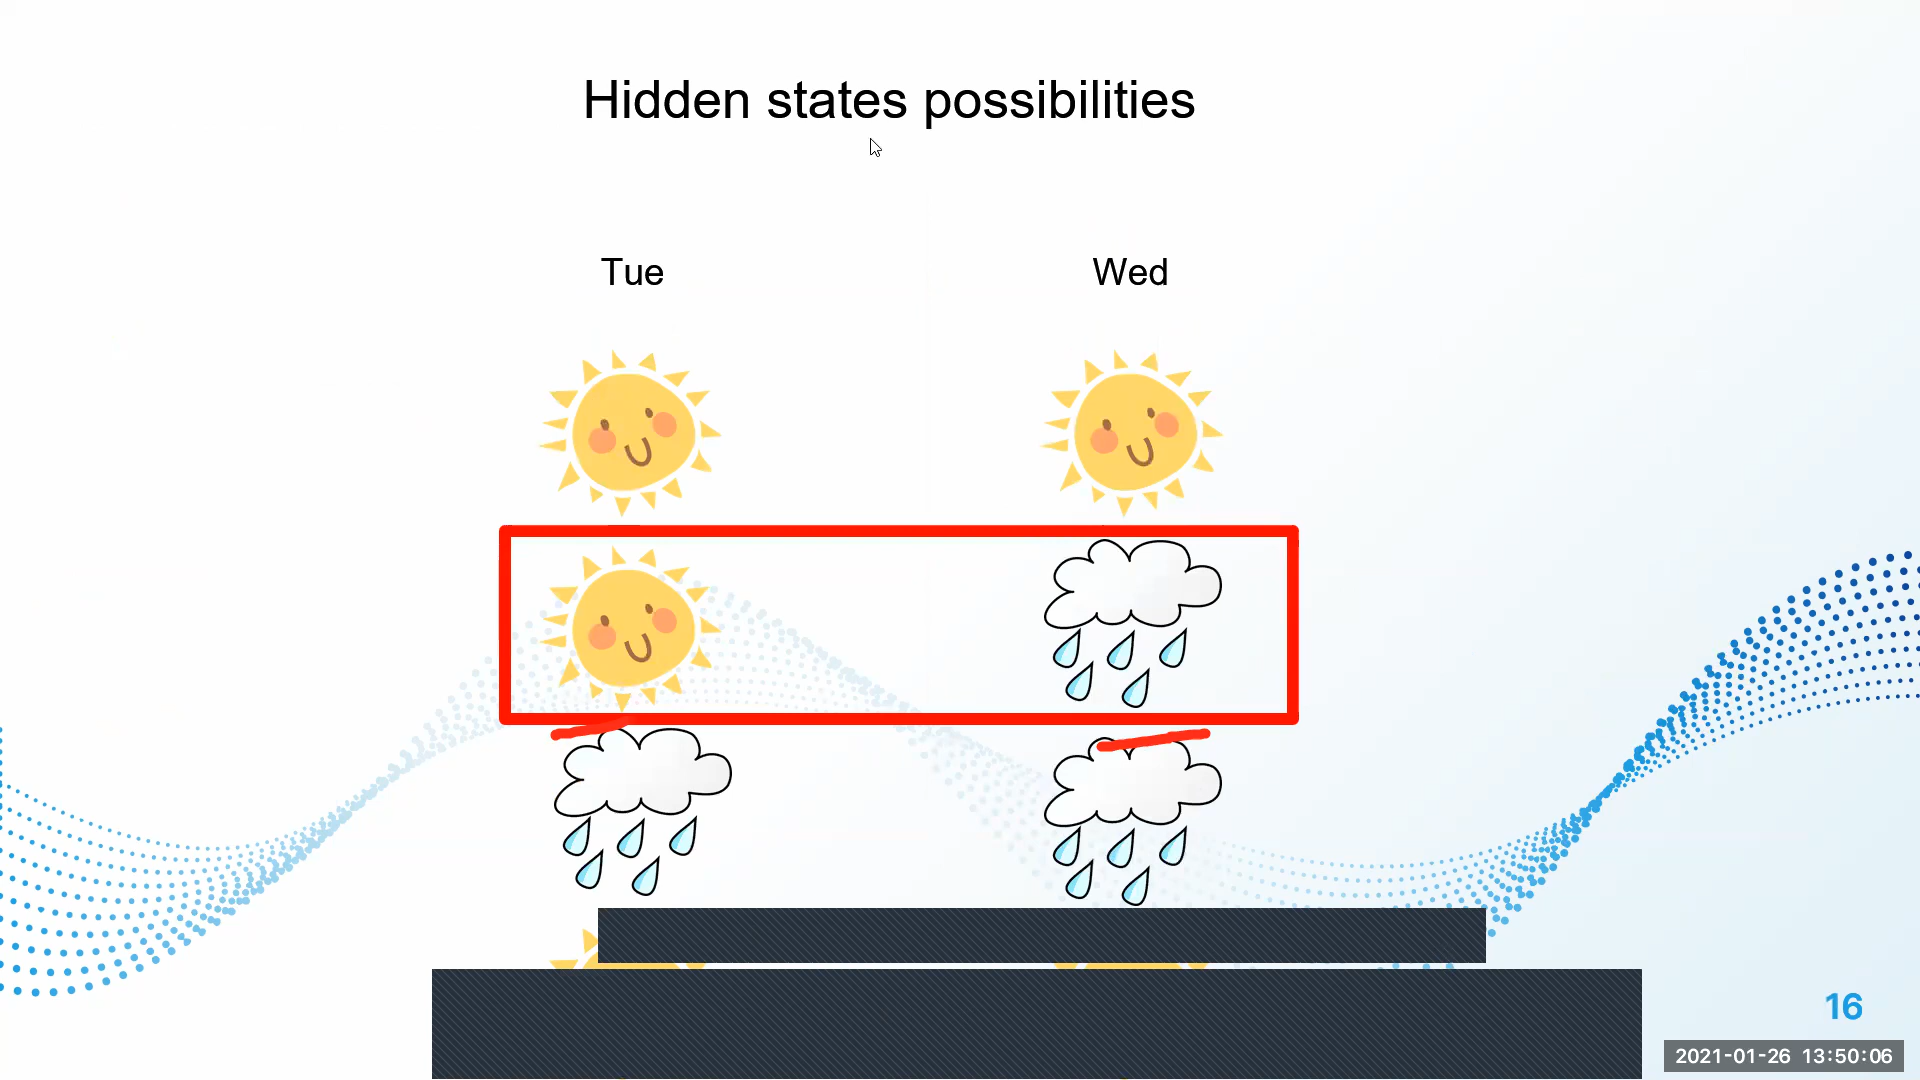 Hidden states possibilities
Tue
Wed
16
2021-01-26 13:50:06